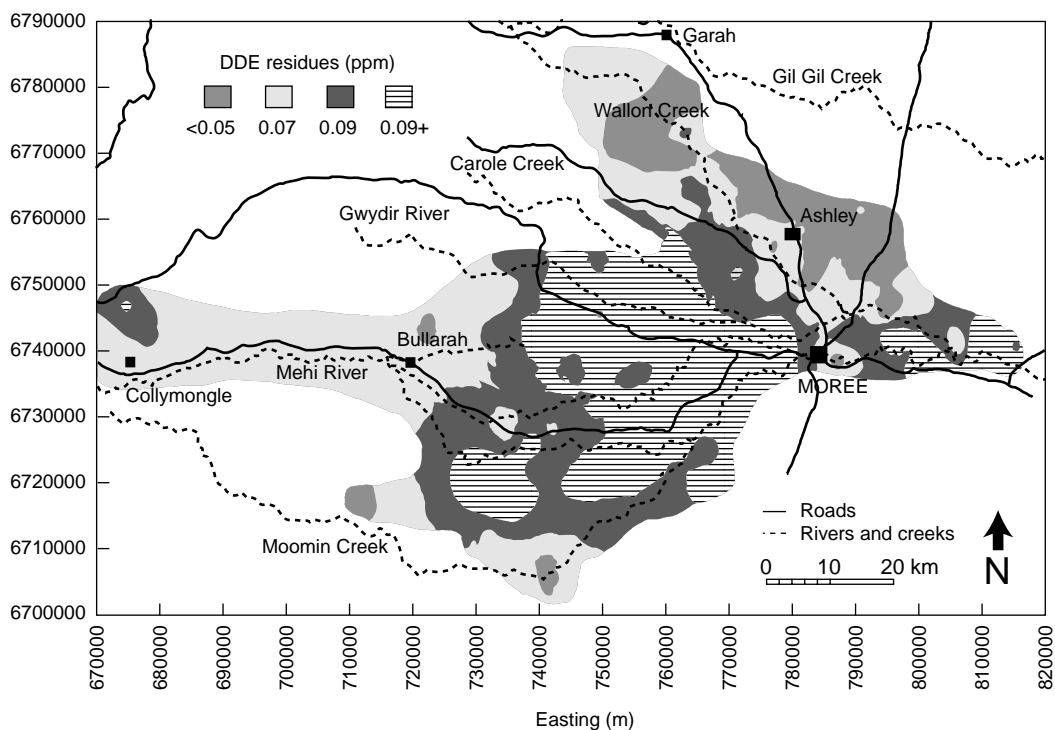 6790000
6780000
6770000
6760000
6750000
6740000
6730000
6720000
6710000
6700000
DDE residues (ppm)
<0.05 0.07 0.09 0.09+
Garah
Gil Gil Creek
Wallon Creek
Carole Creek
Gwydir River
Ashley
Bullarah
Mehi River
Collymongle
MOREE
Moomin Creek
Roads
Rivers and creeks
0 10 20 km
N
670000 680000 690000 700000 710000 720000 730000 740000 750000 760000 770000 780000 790000 800000 810000 820000
Easting (m)